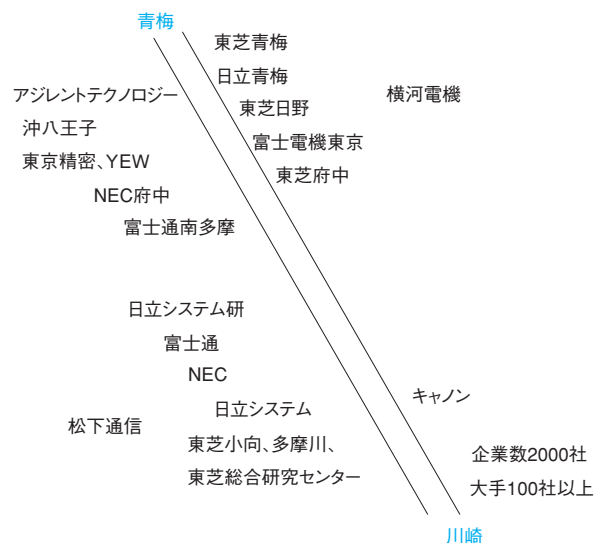 青梅
東芝青梅
日立青梅
アジレントテクノロジー
東芝日野
横河電機
沖八王子
富士電機東京
東京精密、YEW
東芝府中
NEC府中
富士通南多摩
日立システム研
富士通
NEC
キャノン
日立システム
松下通信
東芝小向、多摩川、
企業数2000社
東芝総合研究センター
大手100社以上
川崎